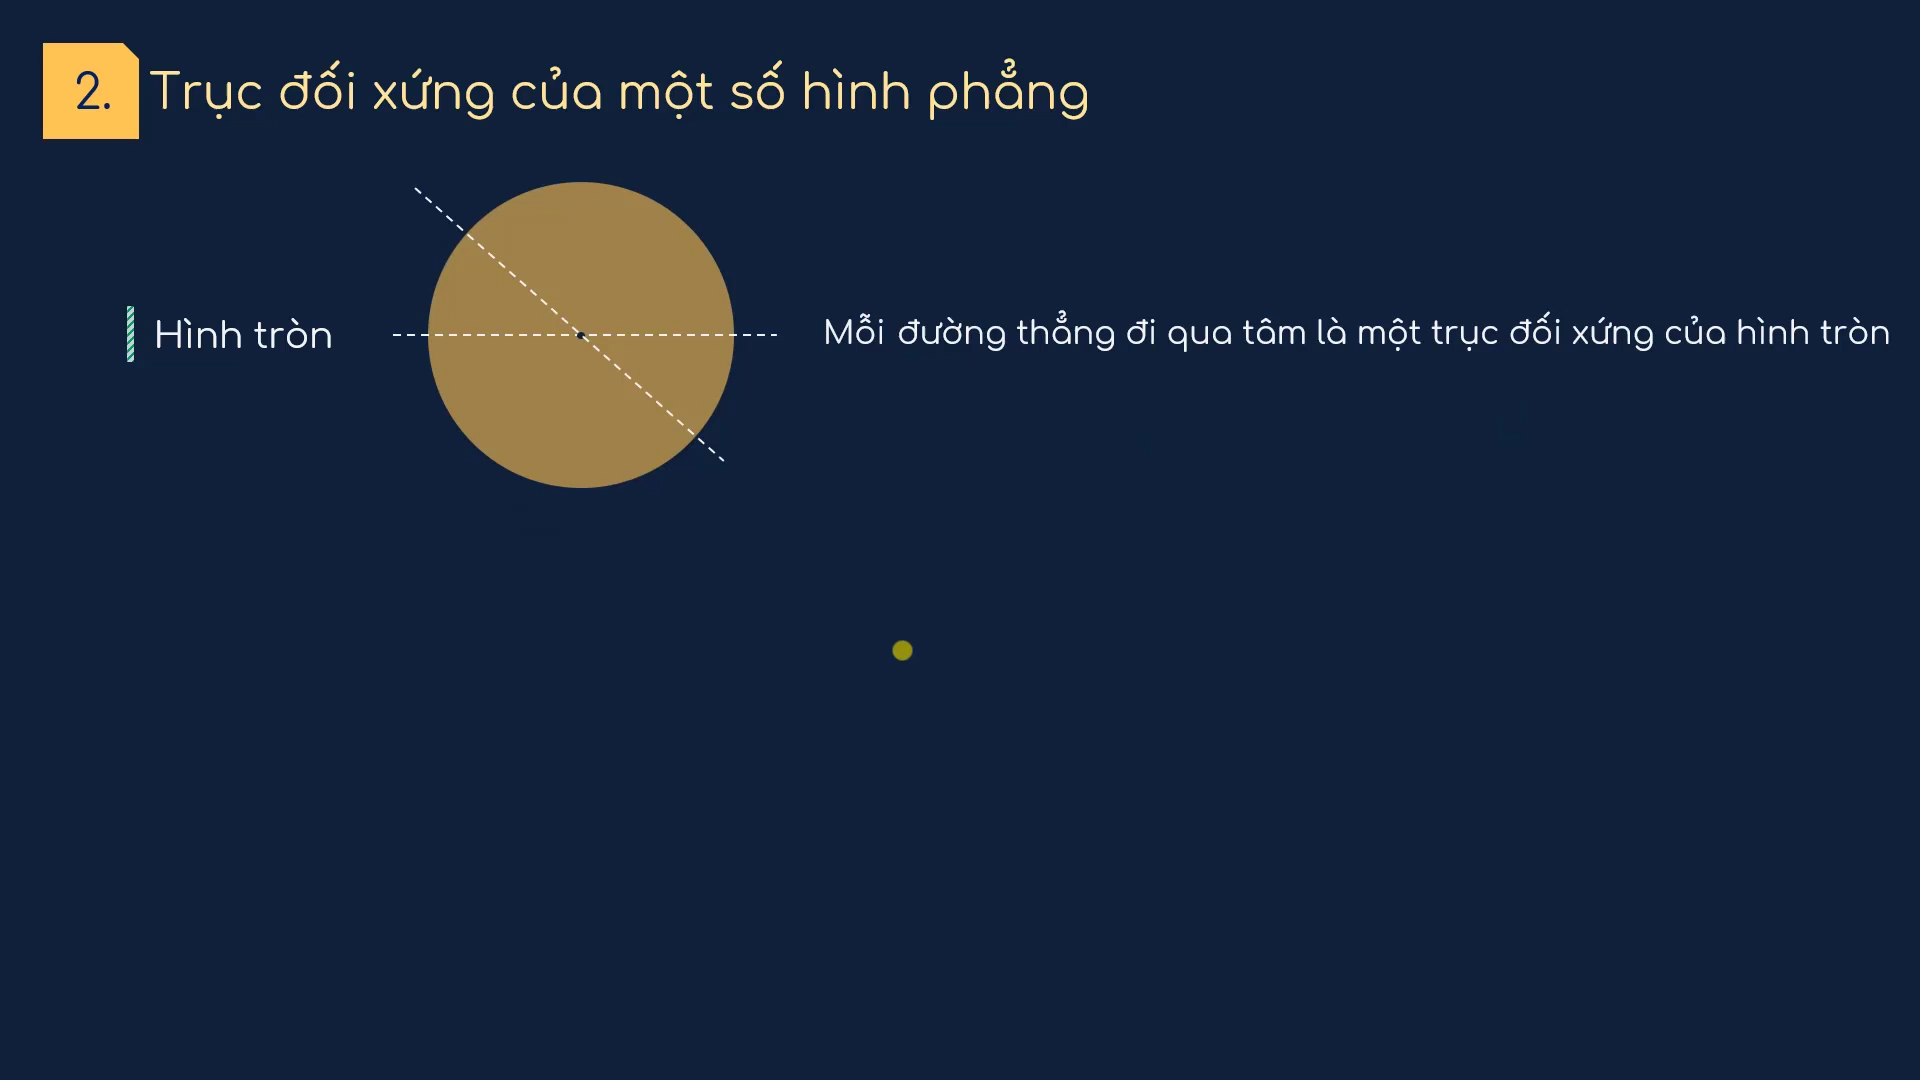 2. Trục đối xứng của một số hình phẳng
Hình tròn
Mỗi đường thẳng đi qua tâm là một trục đối xứng của hình tròn